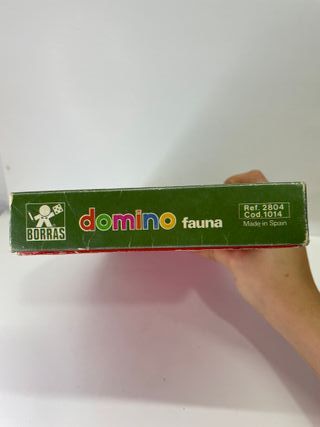 BORRAS
domino fauna
Ref. 2804
Cod. 1014
Made in Spain